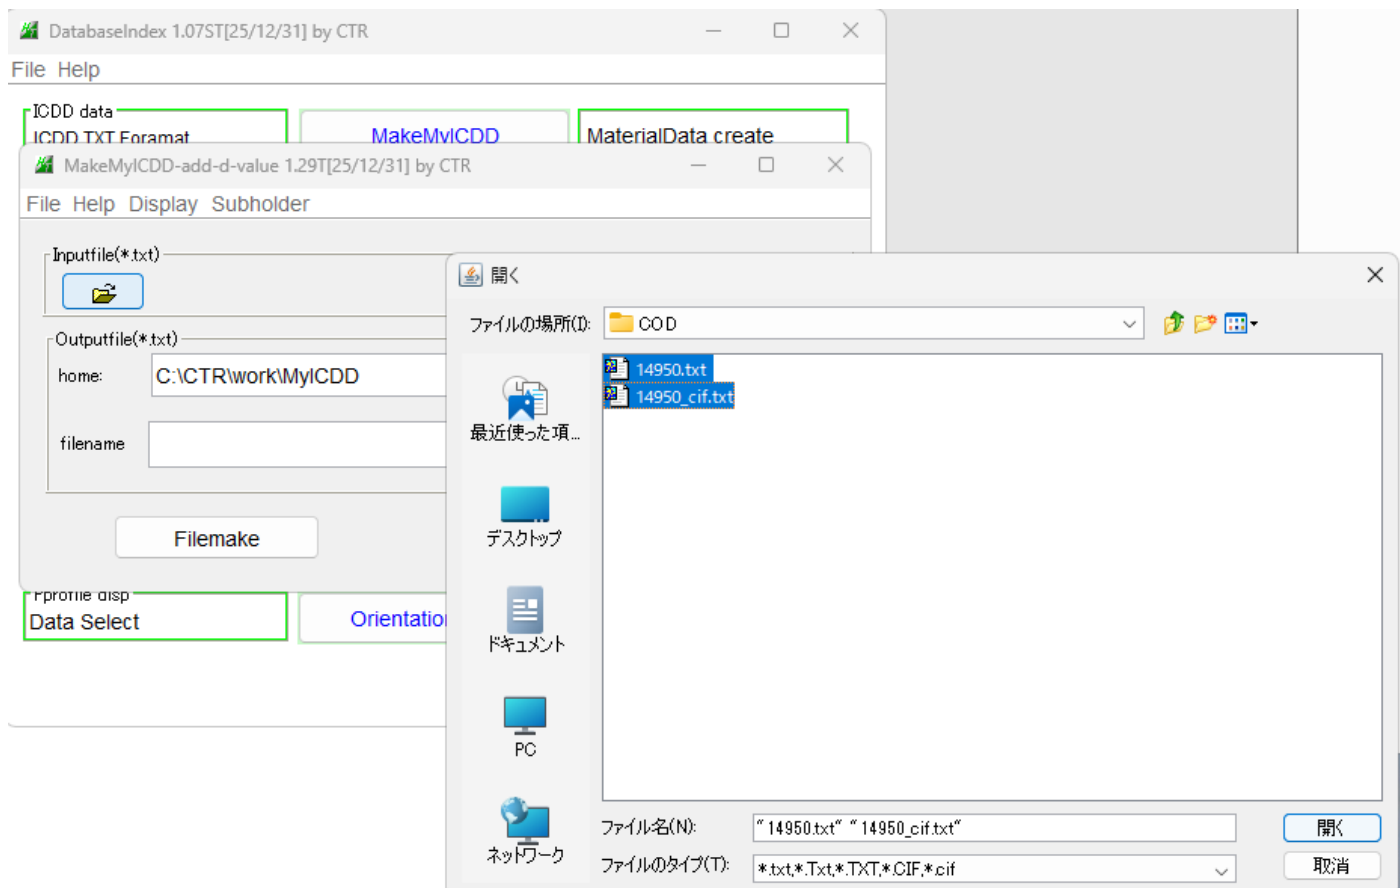 DatabaseIndex 1.07ST[25/12/31] by CTR
File Help
ICDD data
ICDD TXT Foramat
MakeMyICDD
MaterialData create
MakeMyICDD-add-d-value 1.29T[25/12/31] by CTR
File Help Display Subholder
Inputfile(*.txt)
Outputfile(*.txt)
home:
C:\CTR\work\MyICDD
filename
Filemake
Pprofile disp
Data Select
Orientatio
開く
ファイルの場所(I):
COD
14950.txt
14950_cif.txt
最近使った項...
デスクトップ
ドキュメント
PC
ネットワーク
ファイル名(N):
"14950.txt" "14950_cif.txt"
開く
ファイルのタイプ(T):
*.txt,*.Txt,*.TXT,*.CIF,*.cif
取消